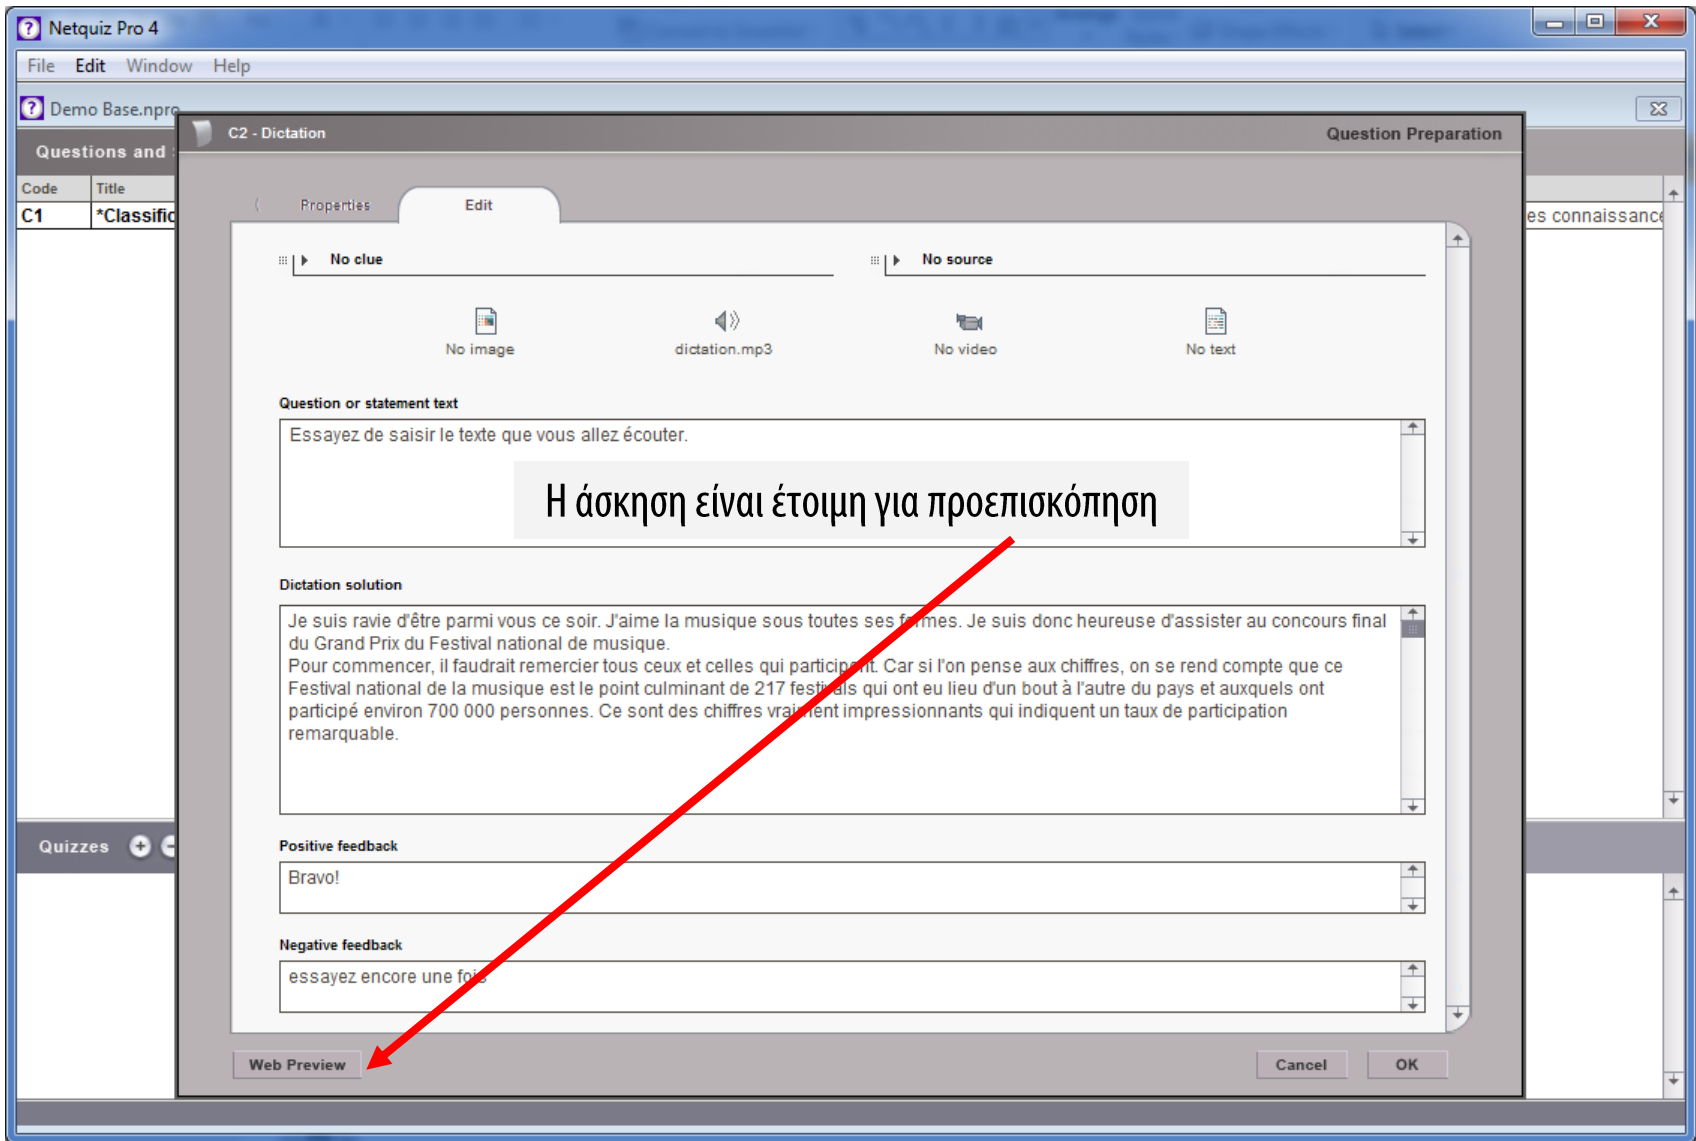 Netquiz Pro 4
File Edit Window Help
Demo Base.npro
C2 - Dictation
Question Preparation
Questions and
Code Title
C1 *Classific
es connaissance
Properties Edit
No clue
No source
No image
dictation.mp3
No video
No text
Question or statement text
Essayez de saisir le texte que vous allez écouter.
Η άσκηση είναι έτοιμη για προεπισκόπηση
Dictation solution
Je suis ravie d'être parmi vous ce soir. J'aime la musique sous toutes ses formes. Je suis donc heureuse d'assister au concours final
du Grand Prix du Festival national de musique.
Pour commencer, il faudrait remercier tous ceux et celles qui participent. Car si l'on pense aux chiffres, on se rend compte que ce
Festival national de la musique est le point culminant de 217 festivals qui ont eu lieu d'un bout à l'autre du pays et auxquels ont
participé environ 700 000 personnes. Ce sont des chiffres vraiment impressionnants qui indiquent un taux de participation
remarquable.
Quizzes
Positive feedback
Bravo!
Negative feedback
essayez encore une fois
Web Preview
Cancel
OK